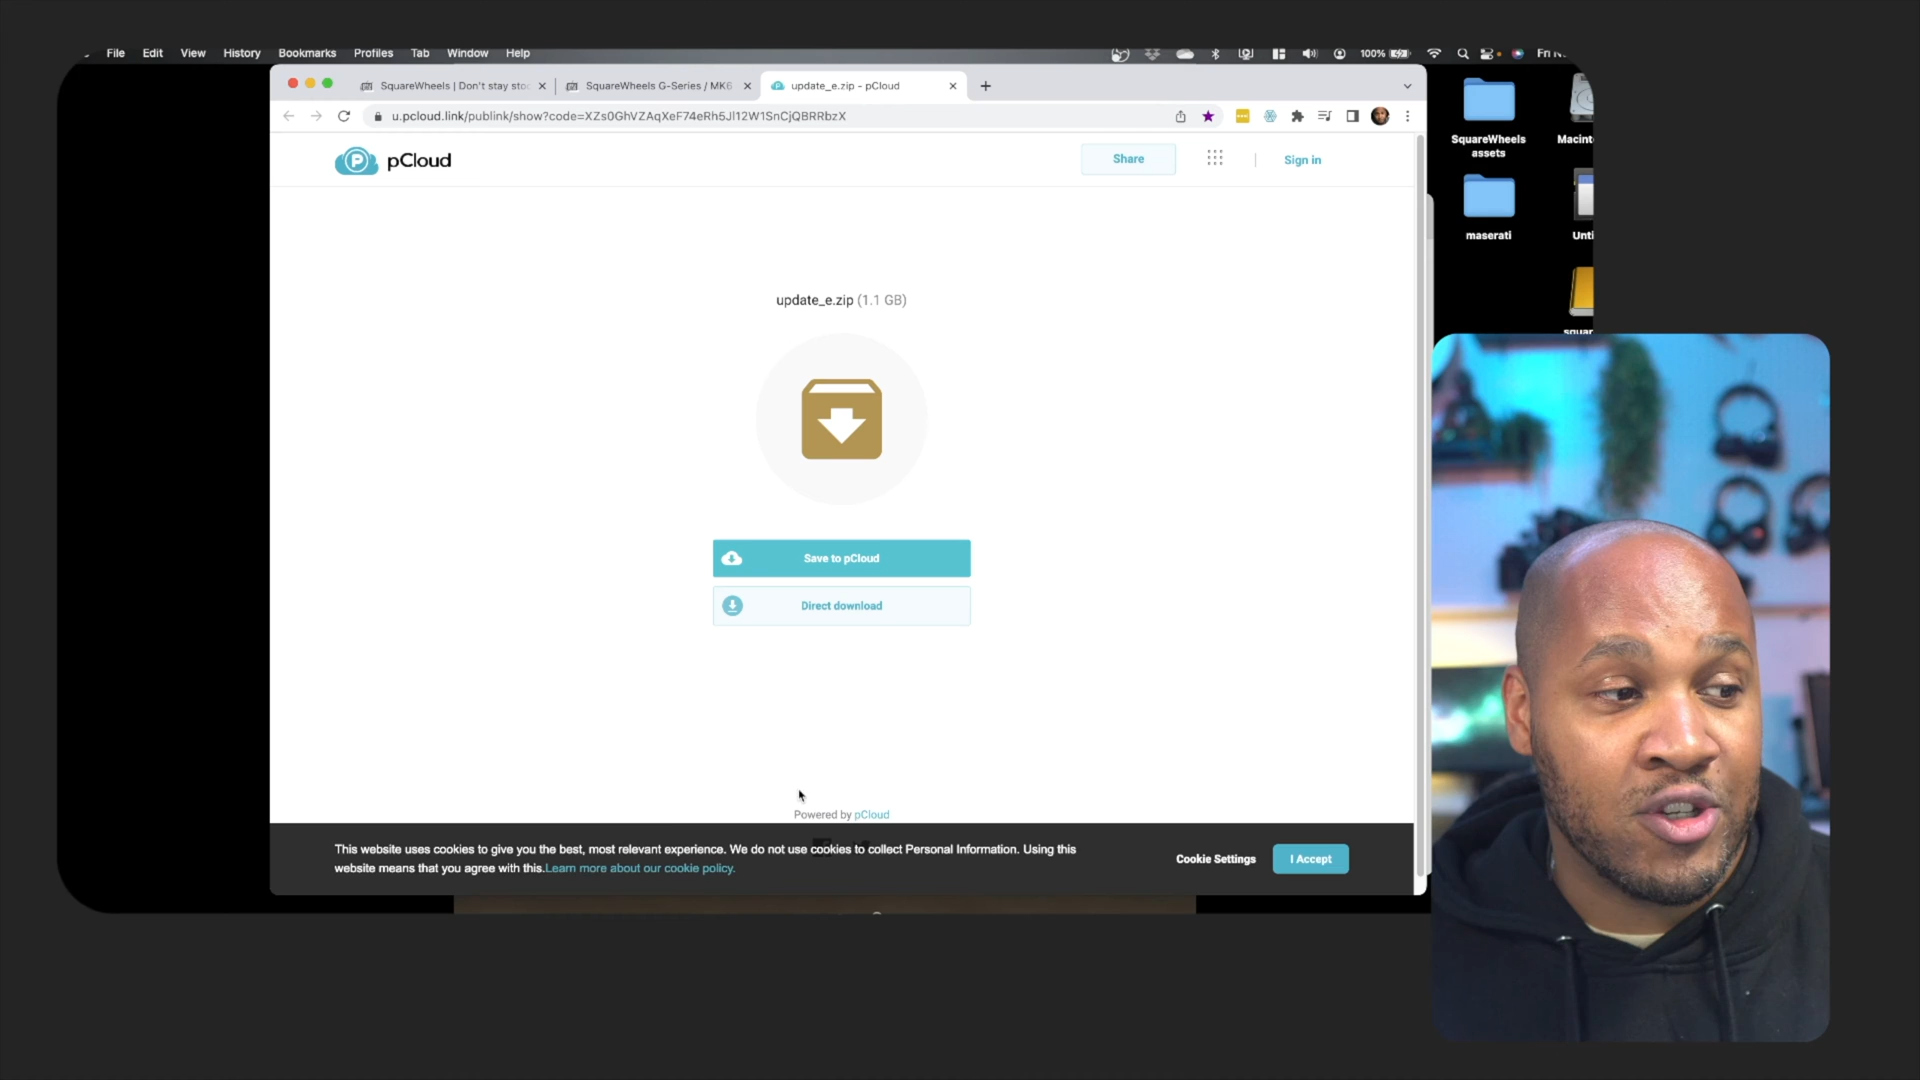 File Edit View History Bookmarks Profiles Tab Window Help
100%
SquareWheels | Don't stay stoc
SquareWheels G-Series / MK6
update_e.zip - pCloud
u.pcloud.link/publink/show?code=XZs0GhVZAqXeF74eRh5Jl12W1SnCjQBRRbzX
pCloud
Share
Sign in
update_e.zip (1.1 GB)
Save to pCloud
Direct download
Powered by pCloud
This website uses cookies to give you the best, most relevant experience. We do not use cookies to collect Personal Information. Using this
website means that you agree with this.Learn more about our cookie policy.
Cookie Settings
I Accept
SquareWheels
assets
Macint
maserati
Unti